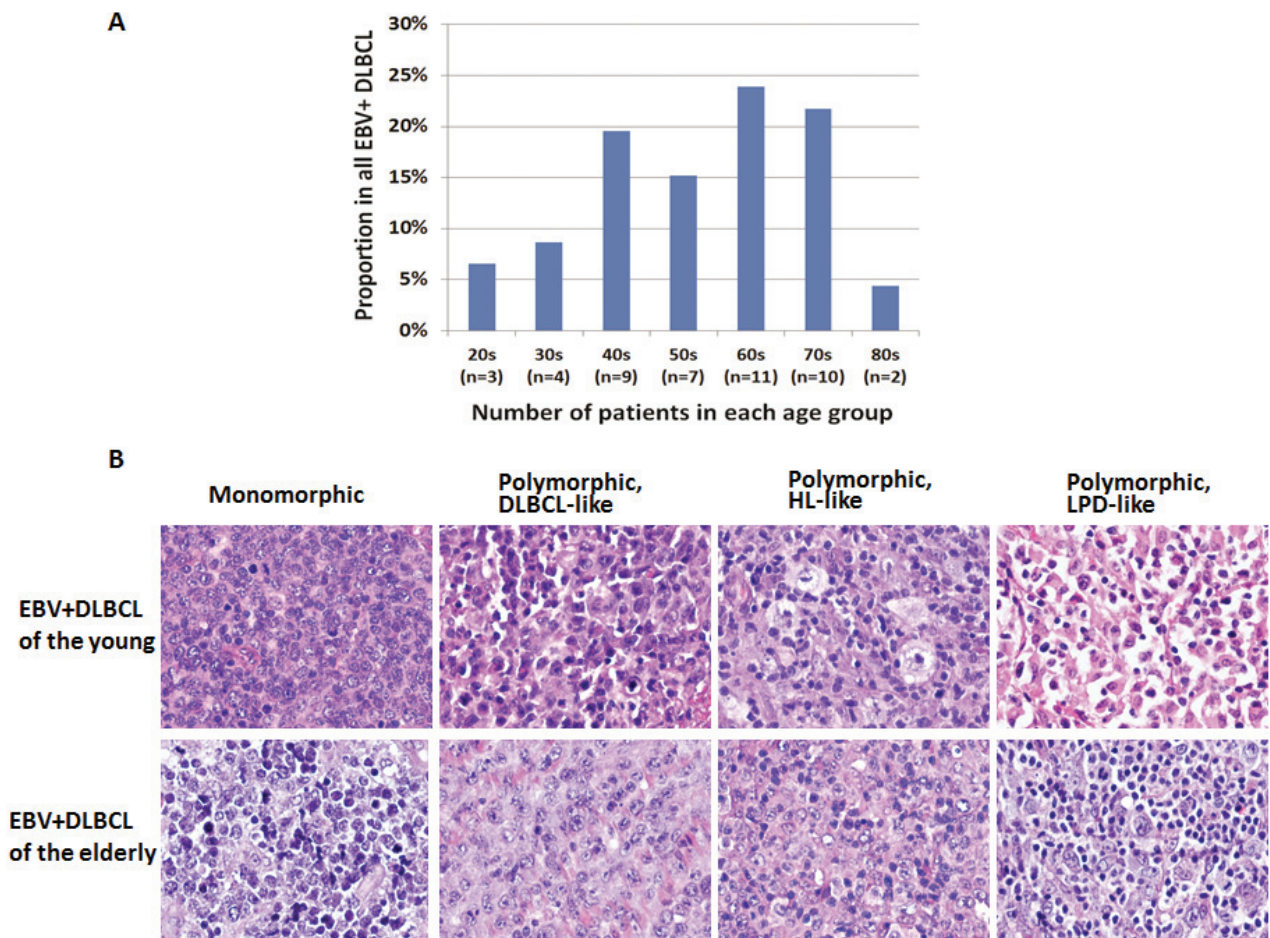 A
Proportion in all EBV+ DLBCL
30%
25%
20%
15%
10%
5%
0%
20s 30s 40s 50s 60s 70s 80s
(n=3) (n=4) (n=9) (n=7) (n=11) (n=10) (n=2)
Number of patients in each age group
B
Monomorphic
Polymorphic,
DLBCL-like
Polymorphic,
HL-like
Polymorphic,
LPD-like
EBV+DLBCL
of the young
EBV+DLBCL
of the elderly